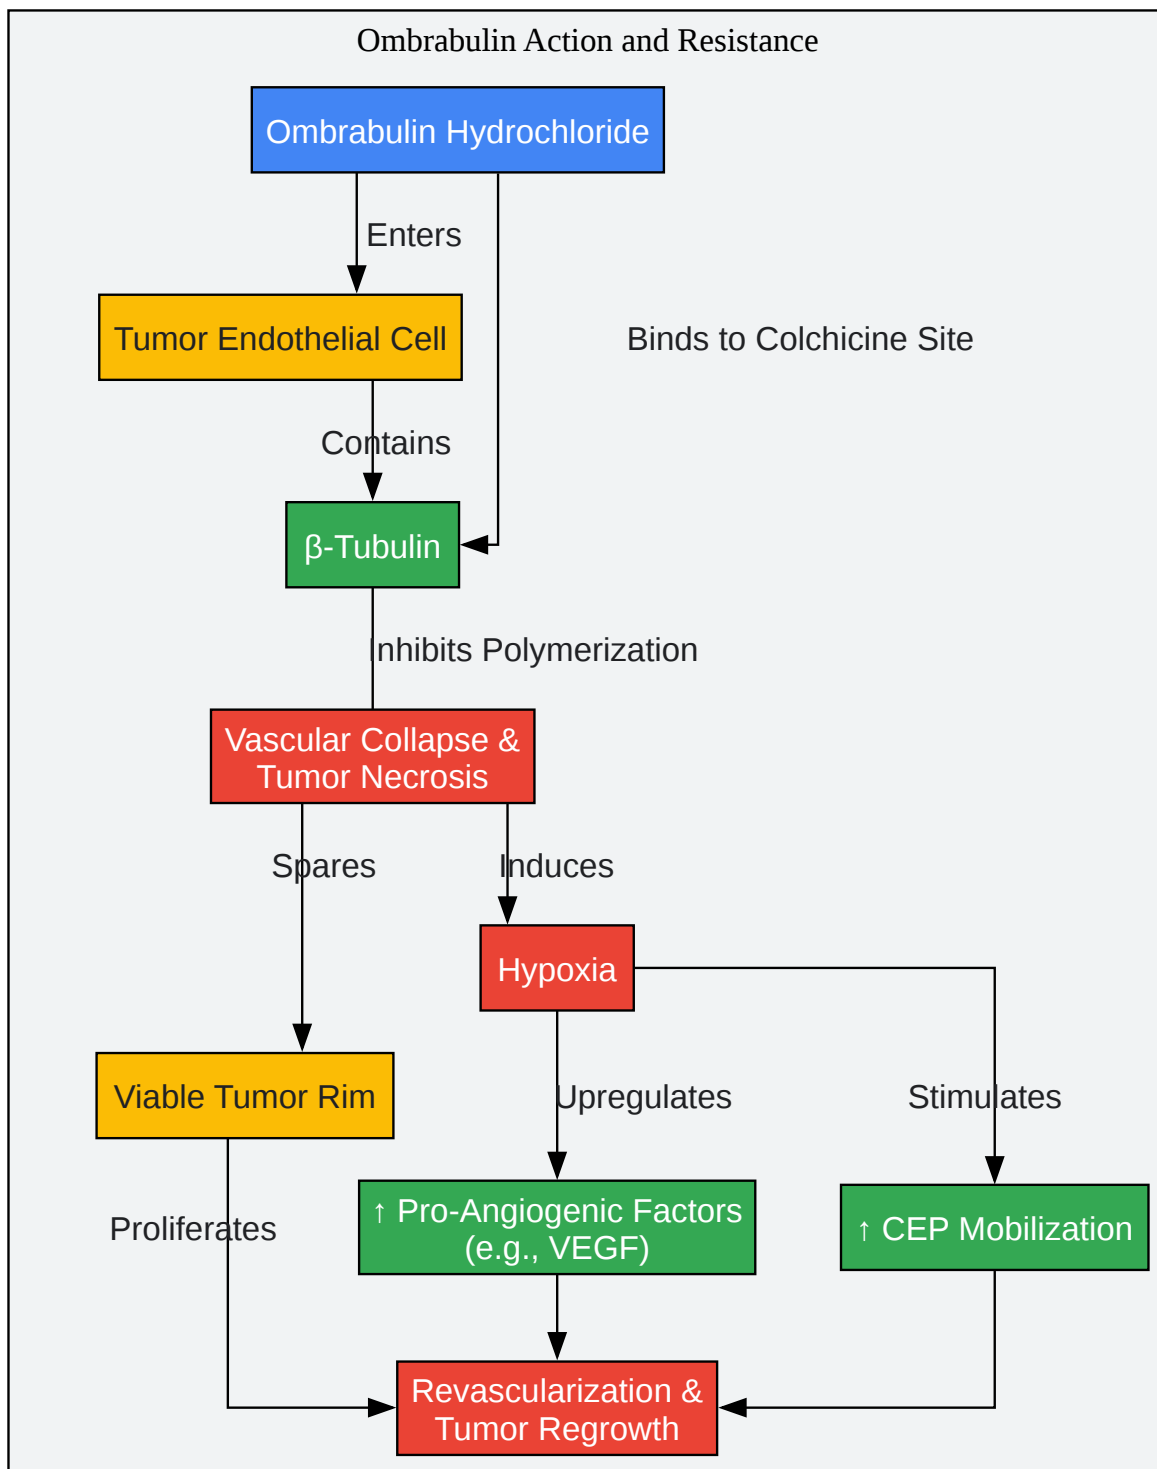 Ombrabulin Action and Resistance
Ombrabulin Hydrochloride
Enters
Tumor Endothelial Cell
Binds to Colchicine Site
Contains
β-Tubulin
Inhibits Polymerization
Vascular Collapse &
Tumor Necrosis
Spares
Induces
Hypoxia
Viable Tumor Rim
Upregulates
Stimulates
↑ Pro-Angiogenic Factors
(e.g., VEGF)
↑ CEP Mobilization
Proliferates
Revascularization &
Tumor Regrowth